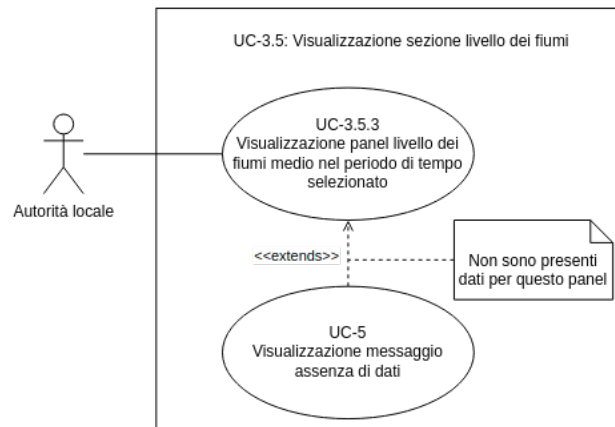 UC-3.5: Visualizzazione sezione livello dei fiumi
UC-3.5.3
Visualizzazione panel livello dei
fiumi medio nel periodo di tempo
selezionato
Autorità locale
<<extends>>
Non sono presenti
dati per questo panel
UC-5
Visualizzazione messaggio
assenza di dati